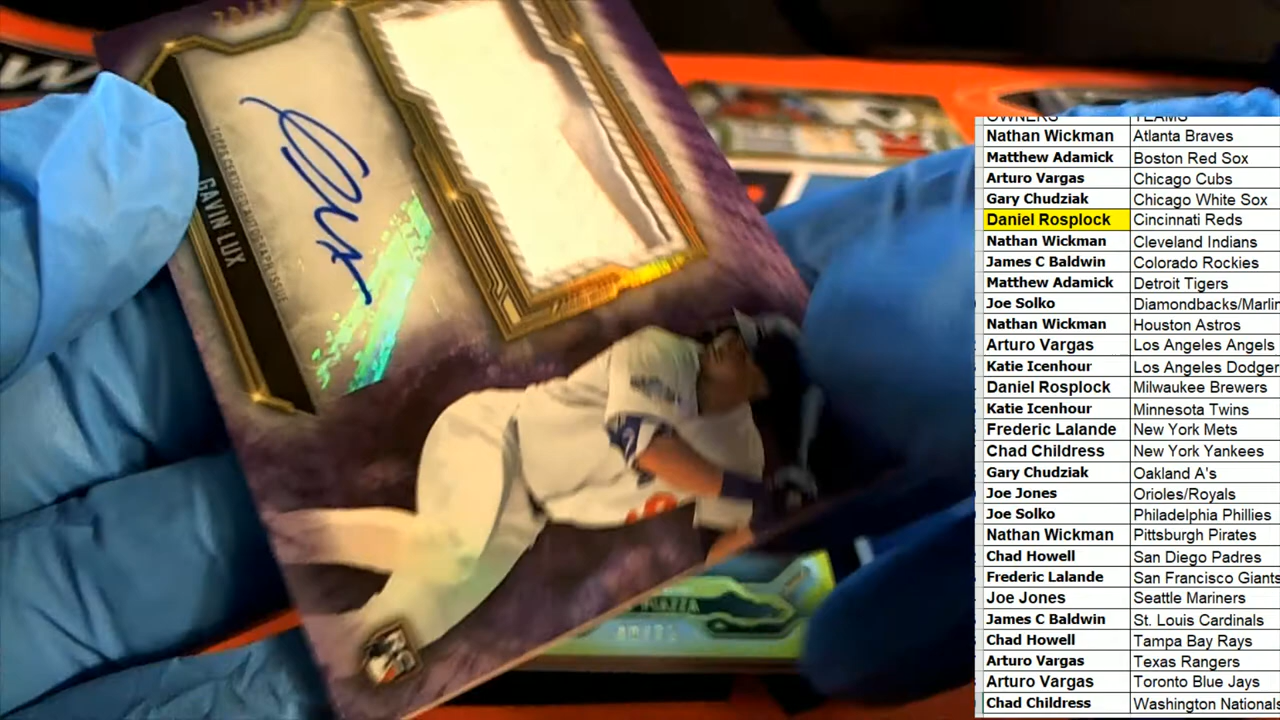 TOPPS CERTIFIED AUTOGRAPH ISSUE
GAVIN LUX
RC
OWNERS TEAMS
Nathan Wickman Atlanta Braves
Matthew Adamick Boston Red Sox
Arturo Vargas Chicago Cubs
Gary Chudziak Chicago White Sox
Daniel Rosplock Cincinnati Reds
Nathan Wickman Cleveland Indians
James C Baldwin Colorado Rockies
Matthew Adamick Detroit Tigers
Joe Solko Diamondbacks/Marlin
Nathan Wickman Houston Astros
Arturo Vargas Los Angeles Angels
Katie Icenhour Los Angeles Dodger
Daniel Rosplock Milwaukee Brewers
Katie Icenhour Minnesota Twins
Frederic Lalande New York Mets
Chad Childress New York Yankees
Gary Chudziak Oakland A's
Joe Jones Orioles/Royals
Joe Solko Philadelphia Phillies
Nathan Wickman Pittsburgh Pirates
Chad Howell San Diego Padres
Frederic Lalande San Francisco Giants
Joe Jones Seattle Mariners
James C Baldwin St. Louis Cardinals
Chad Howell Tampa Bay Rays
Arturo Vargas Texas Rangers
Arturo Vargas Toronto Blue Jays
Chad Childress Washington Nationals